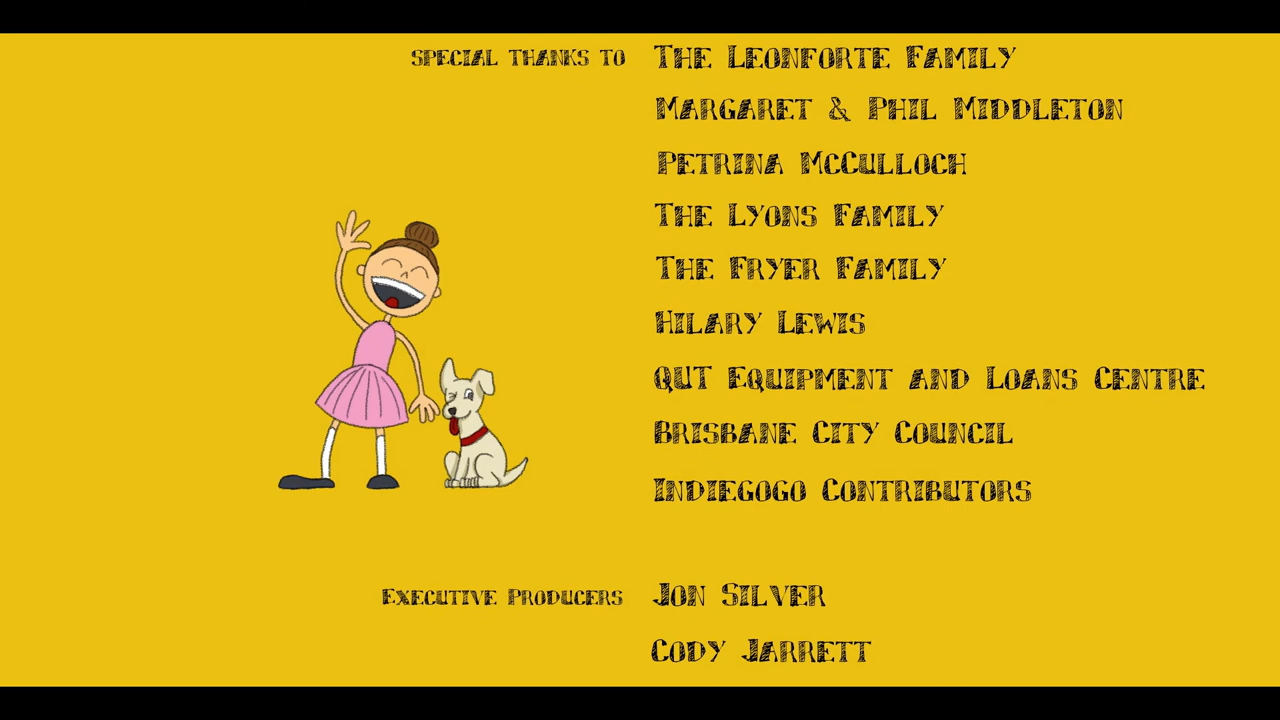 Special Thanks to The Leonforte Family
Margaret & Phil Middleton
Petrina McCulloch
The Lyons Family
The Fryer Family
Hilary Lewis
QUT Equipment and Loans Centre
Brisbane City Council
Indiegogo Contributors
Executive Producers Jon Silver
Cody Jarrett